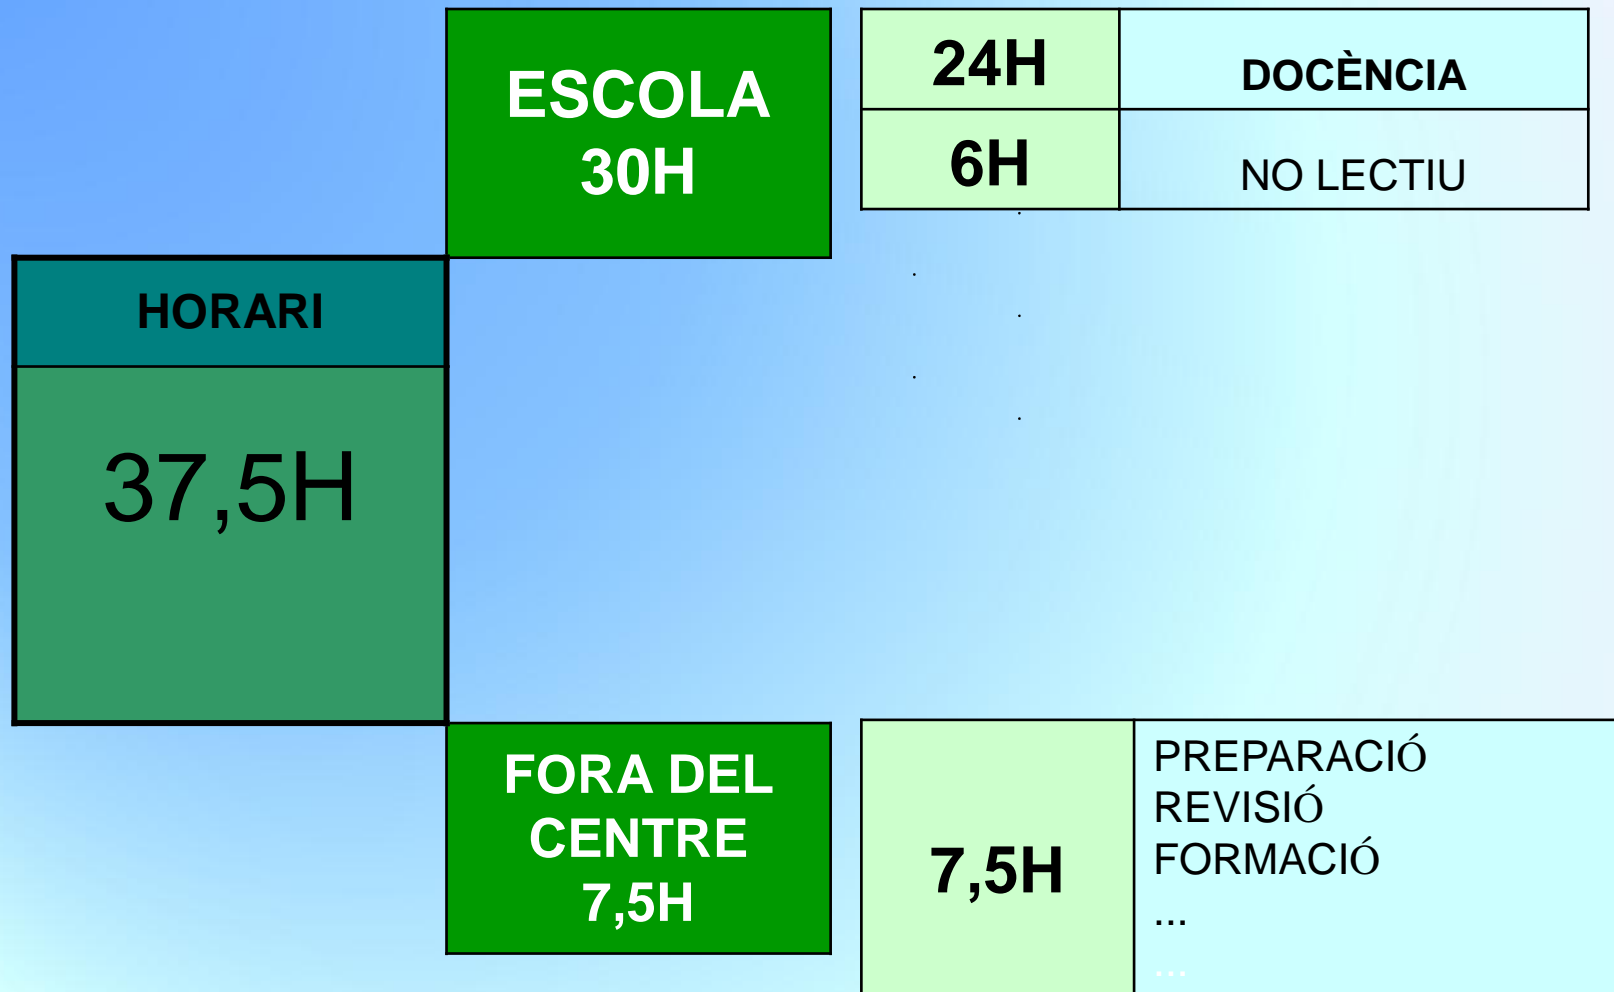 ESCOLA
30H
24H
DOCÈNCIA
6H
NO LECTIU
HORARI
37,5H
FORA DEL
CENTRE
7,5H
7,5H
PREPARACIÓ
REVISIÓ
FORMACIÓ
...
...